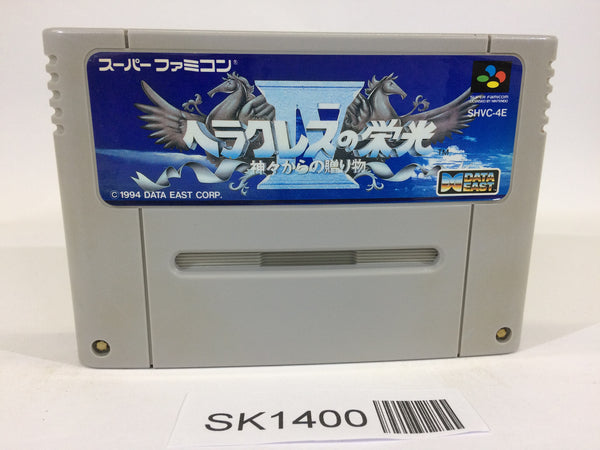 スーパーファミコン®
SUPER FAMICOM
LICENSED BY NINTENDO
SHVC-4E
IV
ヘラクレスの栄光
TM
神々からの贈り物
© 1994 DATA EAST CORP.
DATA
EAST
SK1400